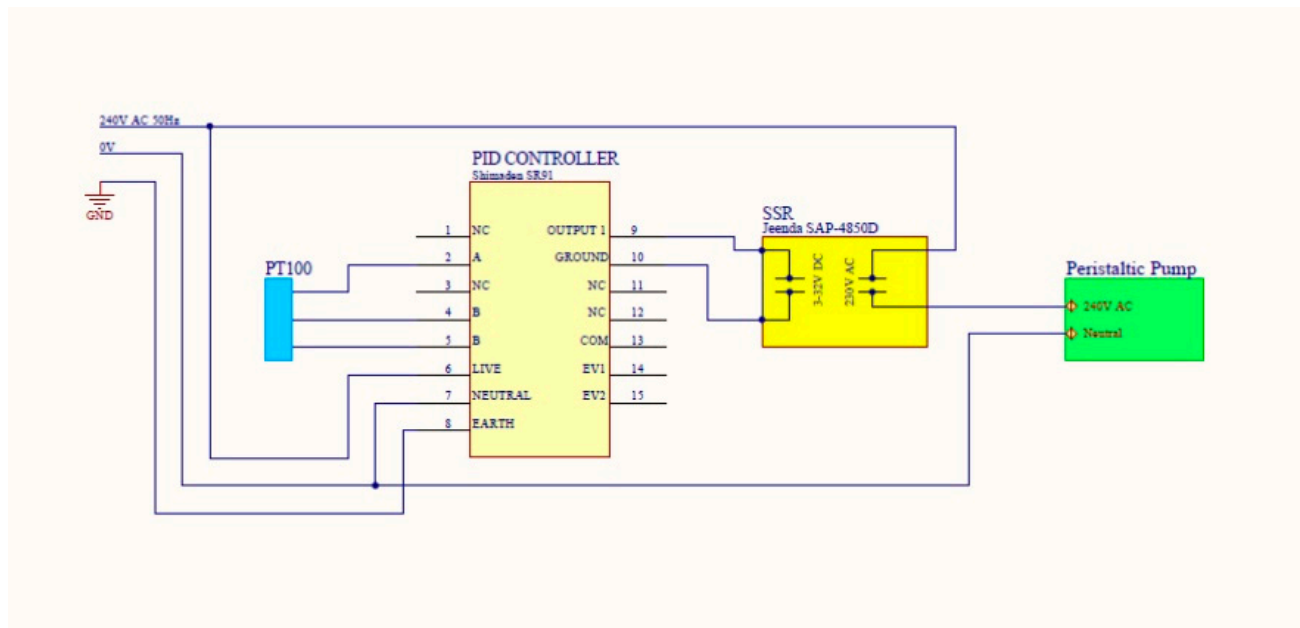 240V AC 50Hz
0V
GND
PT100
PID CONTROLLER
Shimaden SR91
1 NC
2 A
3 NC
4 B
5 B
6 LIVE
7 NEUTRAL
8 EARTH
OUTPUT 1 9
GROUND 10
NC 11
NC 12
COM 13
EV1 14
EV2 15
SSR
Jeenda SAP-4850D
3-32V DC
230V AC
Peristaltic Pump
240V AC
Neutral